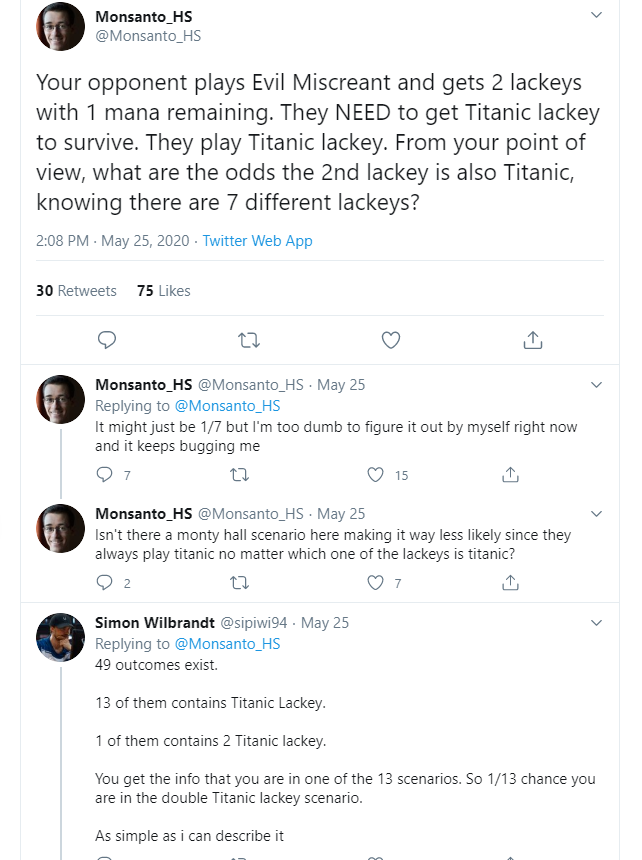 Monsanto_HS
@Monsanto_HS
Your opponent plays Evil Miscreant and gets 2 lackeys
with 1 mana remaining. They NEED to get Titanic lackey
to survive. They play Titanic lackey. From your point of
view, what are the odds the 2nd lackey is also Titanic,
knowing there are 7 different lackeys?
2:08 PM · May 25, 2020 · Twitter Web App
30 Retweets 75 Likes
Monsanto_HS @Monsanto_HS · May 25
Replying to @Monsanto_HS
It might just be 1/7 but I'm too dumb to figure it out by myself right now
and it keeps bugging me
7 15
Monsanto_HS @Monsanto_HS · May 25
Isn't there a monty hall scenario here making it way less likely since they
always play titanic no matter which one of the lackeys is titanic?
2 7
Simon Wilbrandt @sipiwi94 · May 25
Replying to @Monsanto_HS
49 outcomes exist.
13 of them contains Titanic Lackey.
1 of them contains 2 Titanic lackey.
You get the info that you are in one of the 13 scenarios. So 1/13 chance you
are in the double Titanic lackey scenario.
As simple as i can describe it